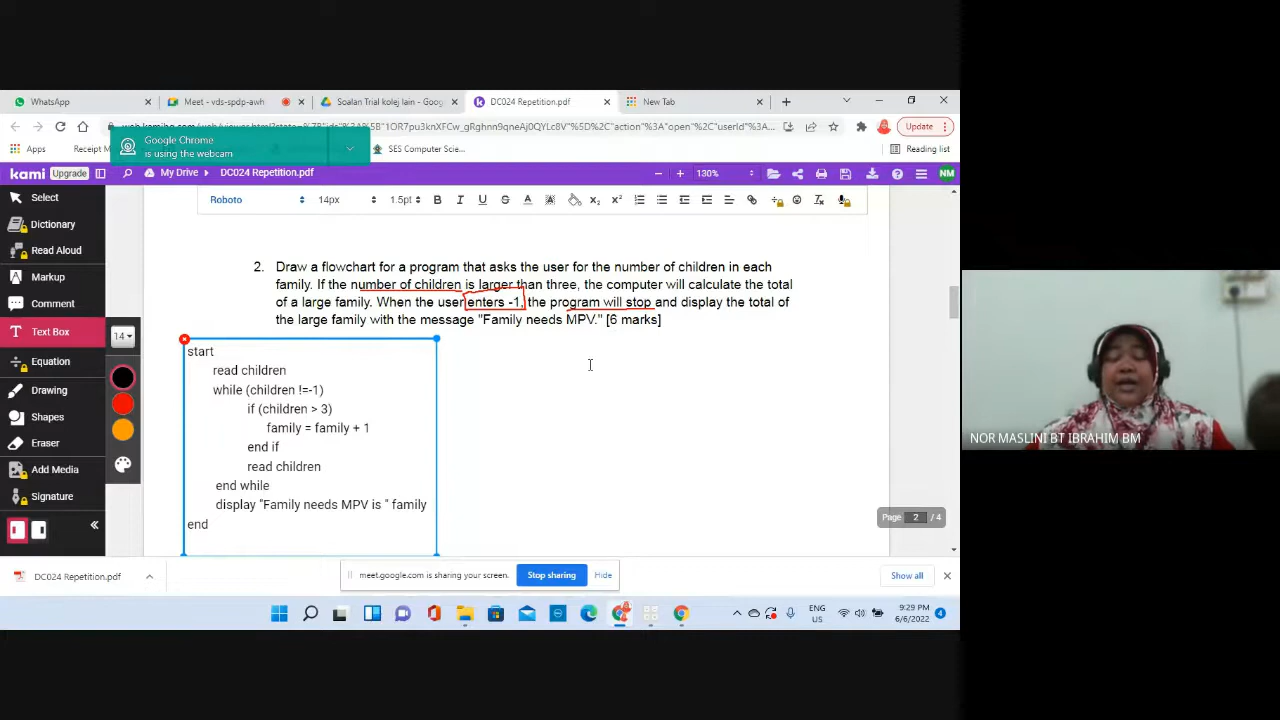 WhatsApp
Meet - vds-spdp-awh
Soalan Trial kolej lain - Goog
DC024 Repetition.pdf
New Tab
Update
Apps
Receipt M
SES Computer Scie...
Reading list
Google Chrome
is using the webcam
kami Upgrade
My Drive
DC024 Repetition.pdf
130%
NM
Select
Dictionary
Read Aloud
Markup
Comment
Text Box
Equation
Drawing
Shapes
Eraser
Add Media
Signature
14
Roboto
14px
1.5pt
2. Draw a flowchart for a program that asks the user for the number of children in each
family. If the number of children is larger than three, the computer will calculate the total
of a large family. When the user enters -1, the program will stop and display the total of
the large family with the message "Family needs MPV." [6 marks]
start
read children
while (children !=-1)
if (children > 3)
family = family + 1
end if
read children
end while
display "Family needs MPV is " family
end
Page 2 / 4
DC024 Repetition.pdf
meet.google.com is sharing your screen.
Stop sharing
Hide
Show all
ENG
US
9:29 PM
6/6/2022
4
NOR MASLINI BT IBRAHIM BM